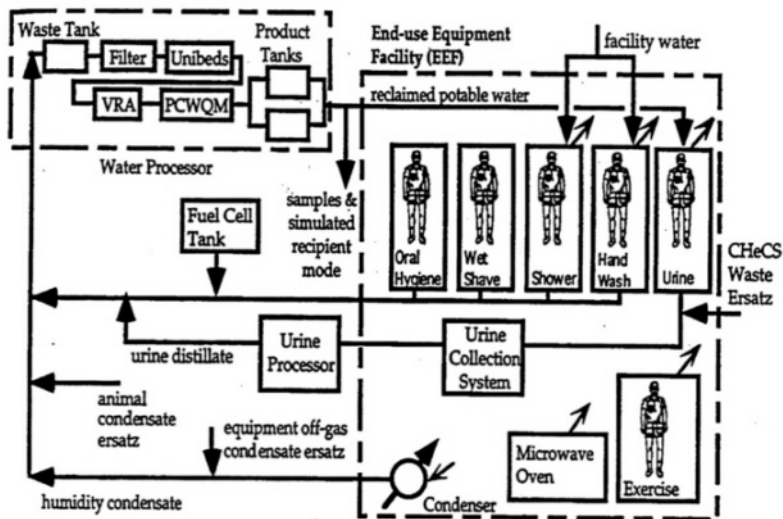 Waste Tank
Filter
Unibeds
Product
Tanks
VRA
PCWQM
Water Processor
End-use Equipment
Facility (EEF)
facility water
reclaimed potable water
samples &
simulated
recipient
mode
Fuel Cell
Tank
Oral
Hygiene
Wet
Shave
Shower
Hand
Wash
Urine
CHeCS
Waste
Ersatz
urine distillate
Urine
Processor
Urine
Collection
System
animal
condensate
ersatz
equipment off-gas
condensate ersatz
humidity condensate
Condenser
Microwave
Oven
Exercise